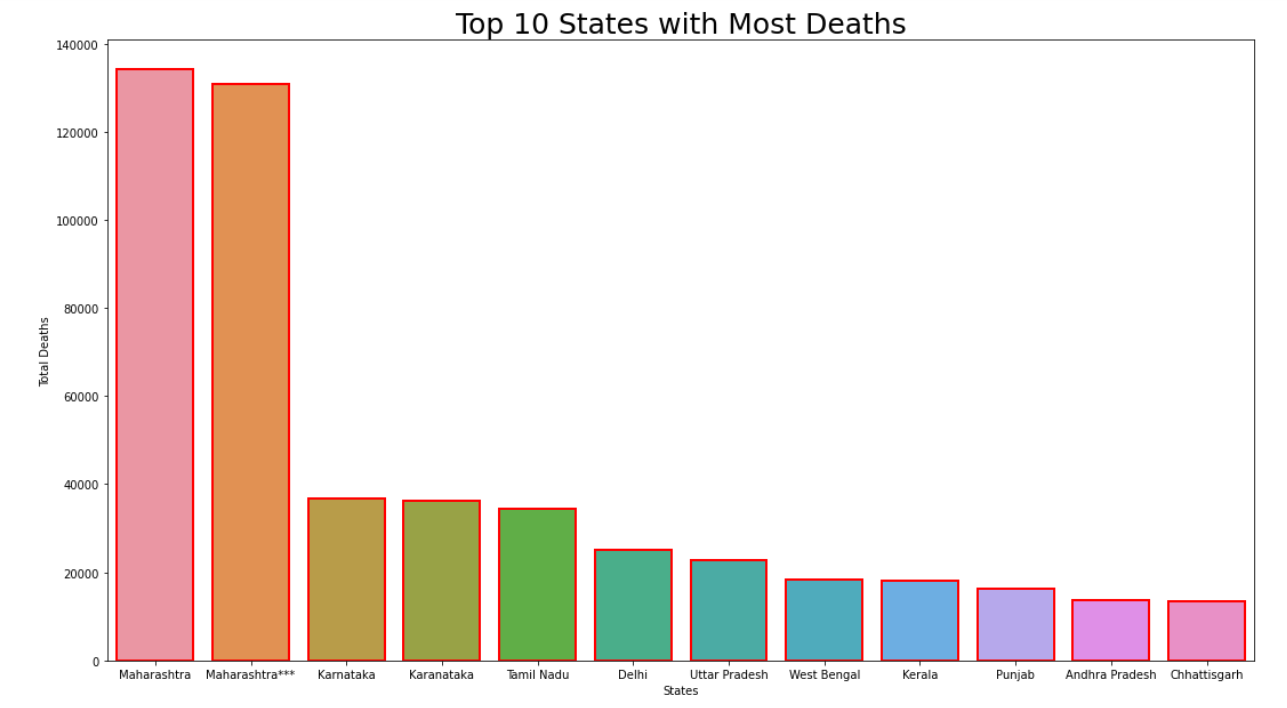 Top 10 States with Most Deaths
140000
120000
100000
80000
60000
40000
20000
0
Total Deaths
Maharashtra Maharashtra*** Karnataka Karanataka Tamil Nadu Delhi Uttar Pradesh West Bengal Kerala Punjab Andhra Pradesh Chhattisgarh
States